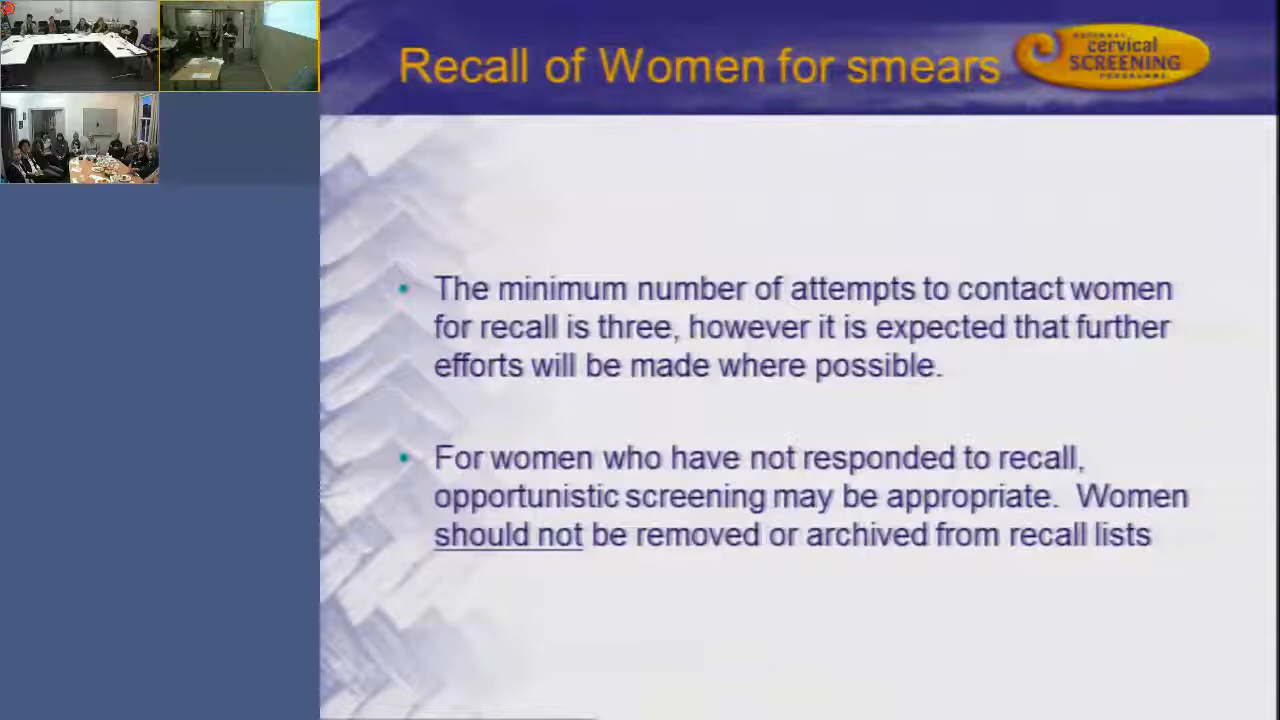 Recall of Women for smears
NATIONAL
cervical
SCREENING
PROGRAMME
• The minimum number of attempts to contact women
for recall is three, however it is expected that further
efforts will be made where possible.
• For women who have not responded to recall,
opportunistic screening may be appropriate. Women
should not be removed or archived from recall lists